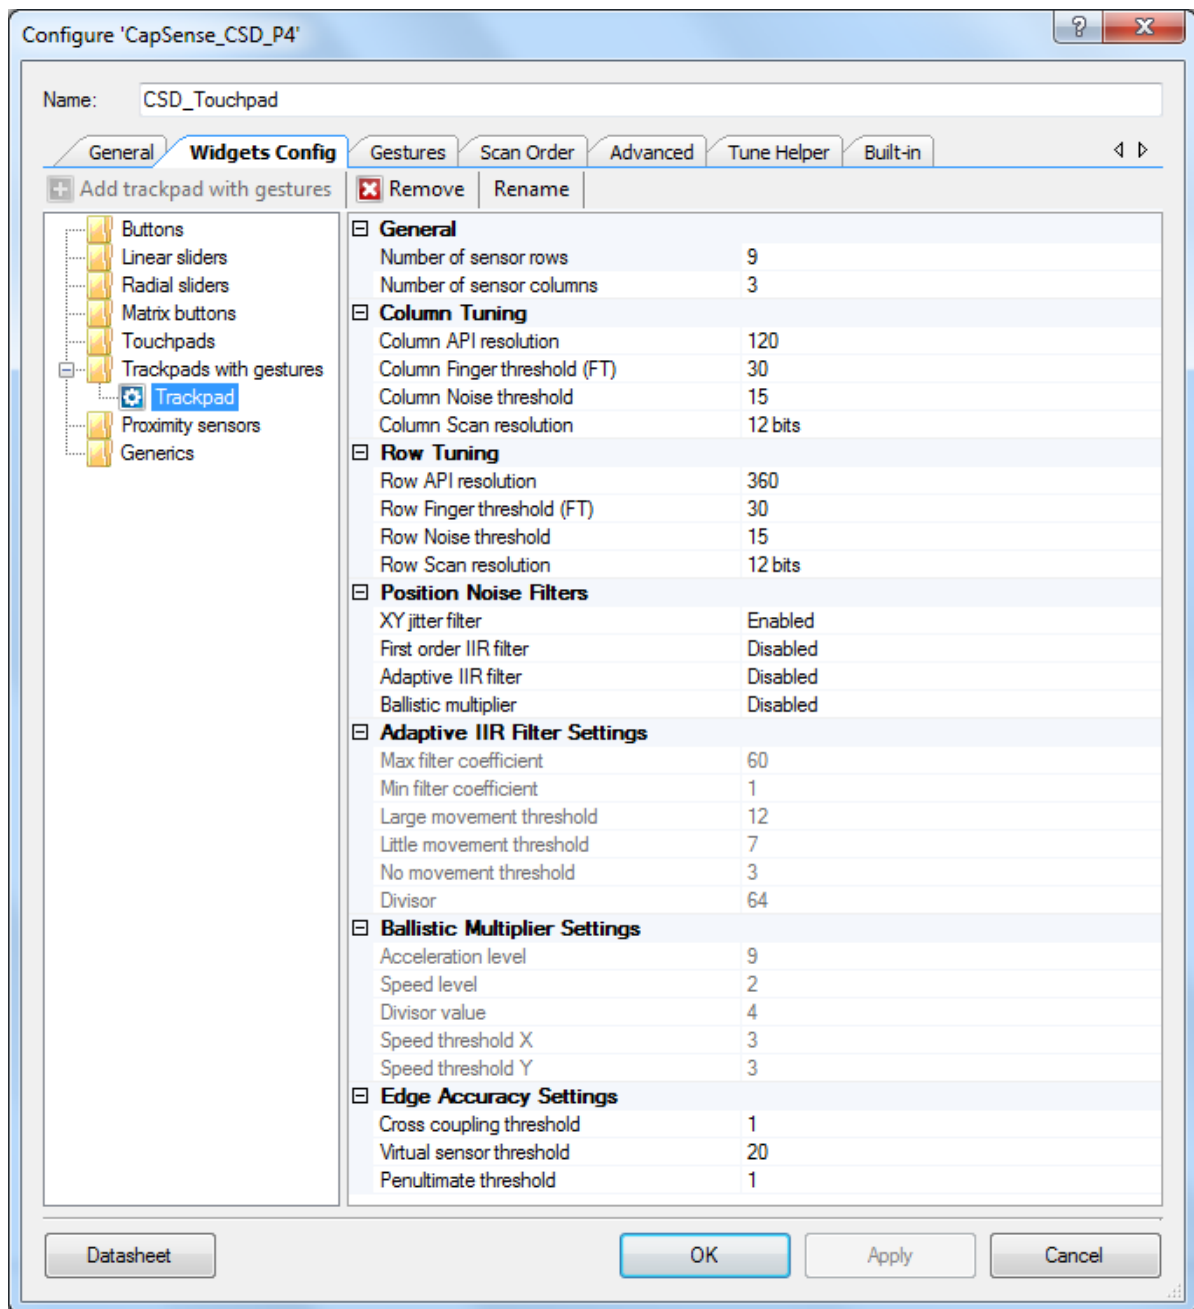 Configure 'CapSense_CSD_P4'
Name: CSD_Touchpad
General Widgets Config Gestures Scan Order Advanced Tune Helper Built-in
Add trackpad with gestures Remove Rename
Buttons
Linear sliders
Radial sliders
Matrix buttons
Touchpads
Trackpads with gestures
Trackpad
Proximity sensors
Generics
General
Number of sensor rows 9
Number of sensor columns 3
Column Tuning
Column API resolution 120
Column Finger threshold (FT) 30
Column Noise threshold 15
Column Scan resolution 12 bits
Row Tuning
Row API resolution 360
Row Finger threshold (FT) 30
Row Noise threshold 15
Row Scan resolution 12 bits
Position Noise Filters
XY jitter filter Enabled
First order IIR filter Disabled
Adaptive IIR filter Disabled
Ballistic multiplier Disabled
Adaptive IIR Filter Settings
Max filter coefficient 60
Min filter coefficient 1
Large movement threshold 12
Little movement threshold 7
No movement threshold 3
Divisor 64
Ballistic Multiplier Settings
Acceleration level 9
Speed level 2
Divisor value 4
Speed threshold X 3
Speed threshold Y 3
Edge Accuracy Settings
Cross coupling threshold 1
Virtual sensor threshold 20
Penultimate threshold 1
Datasheet OK Apply Cancel